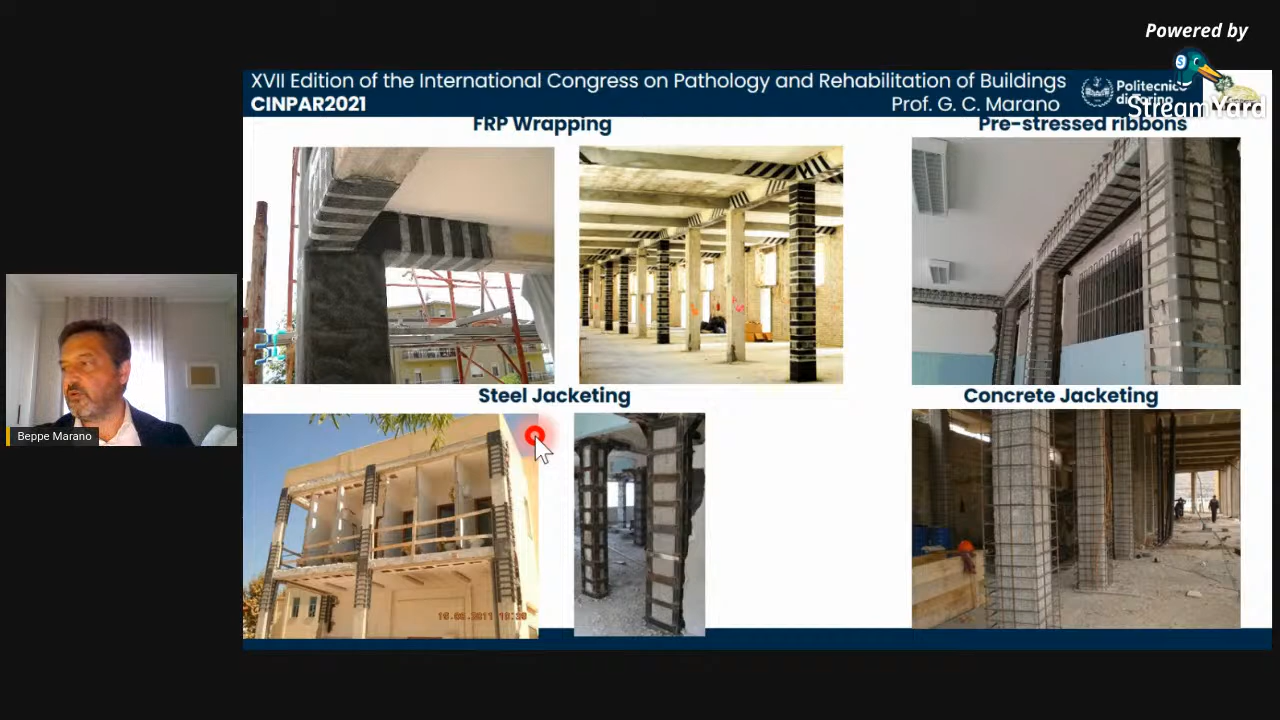 Powered by
StreamYard
XVII Edition of the International Congress on Pathology and Rehabilitation of Buildings
CINPAR2021
Prof. G. C. Marano
Politecnico
di Torino
FRP Wrapping
Pre-stressed ribbons
Steel Jacketing
Concrete Jacketing
Beppe Marano